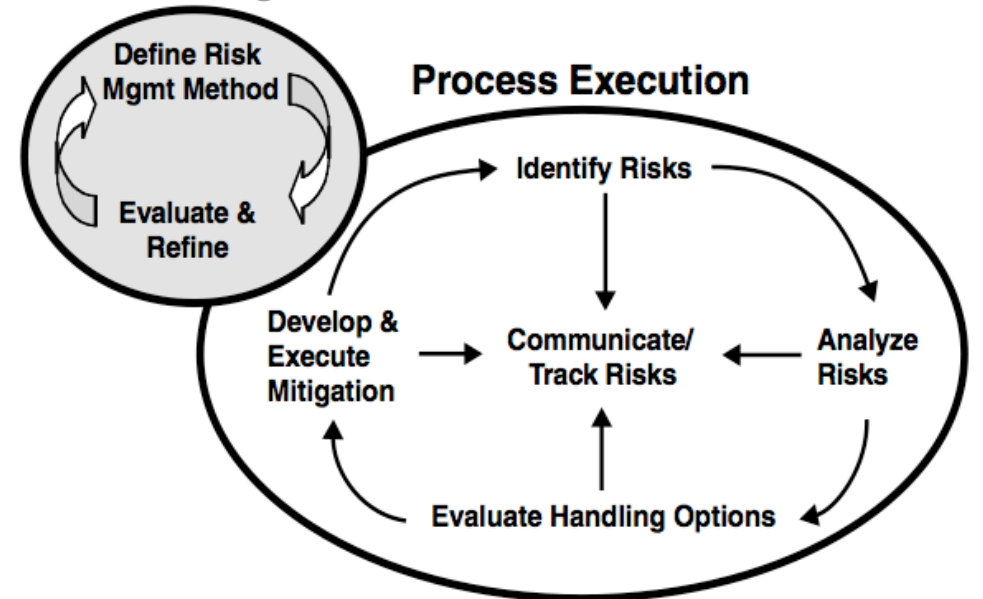 Define Risk
Mgmt Method
Evaluate &
Refine
Process Execution
Identify Risks
Develop &
Execute
Mitigation
Communicate/
Track Risks
Analyze
Risks
Evaluate Handling Options